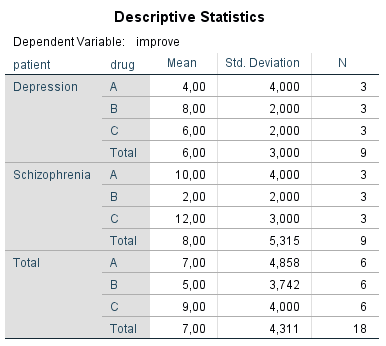 Descriptive Statistics
Dependent Variable: improve
patient drug Mean Std. Deviation N
Depression A 4,00 4,000 3
B 8,00 2,000 3
C 6,00 2,000 3
Total 6,00 3,000 9
Schizophrenia A 10,00 4,000 3
B 2,00 2,000 3
C 12,00 3,000 3
Total 8,00 5,315 9
Total A 7,00 4,858 6
B 5,00 3,742 6
C 9,00 4,000 6
Total 7,00 4,311 18